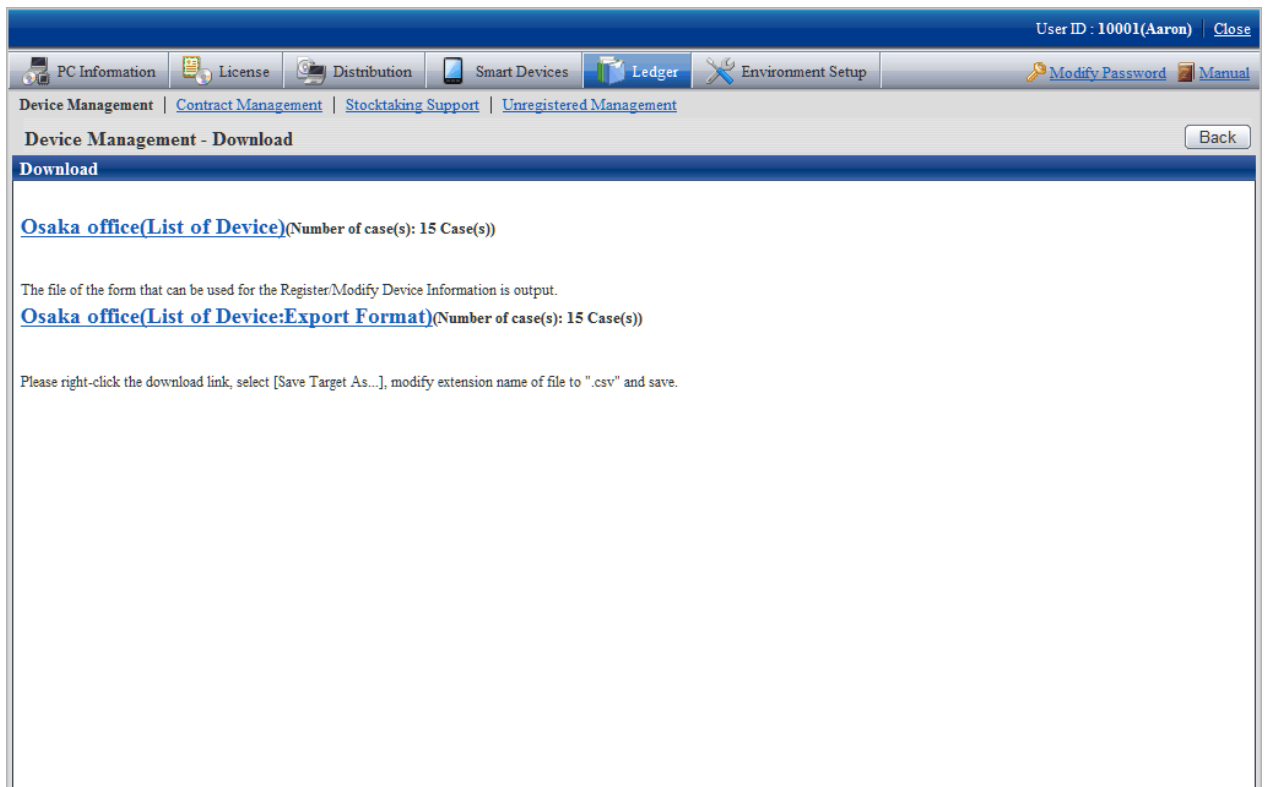 User ID : 10001(Aaron) | Close
PC Information License Distribution Smart Devices Ledger Environment Setup Modify Password Manual
Device Management | Contract Management | Stocktaking Support | Unregistered Management
Device Management - Download Back
Download
Osaka office(List of Device)(Number of case(s): 15 Case(s))
The file of the form that can be used for the Register/Modify Device Information is output.
Osaka office(List of Device:Export Format)(Number of case(s): 15 Case(s))
Please right-click the download link, select [Save Target As...], modify extension name of file to ".csv" and save.